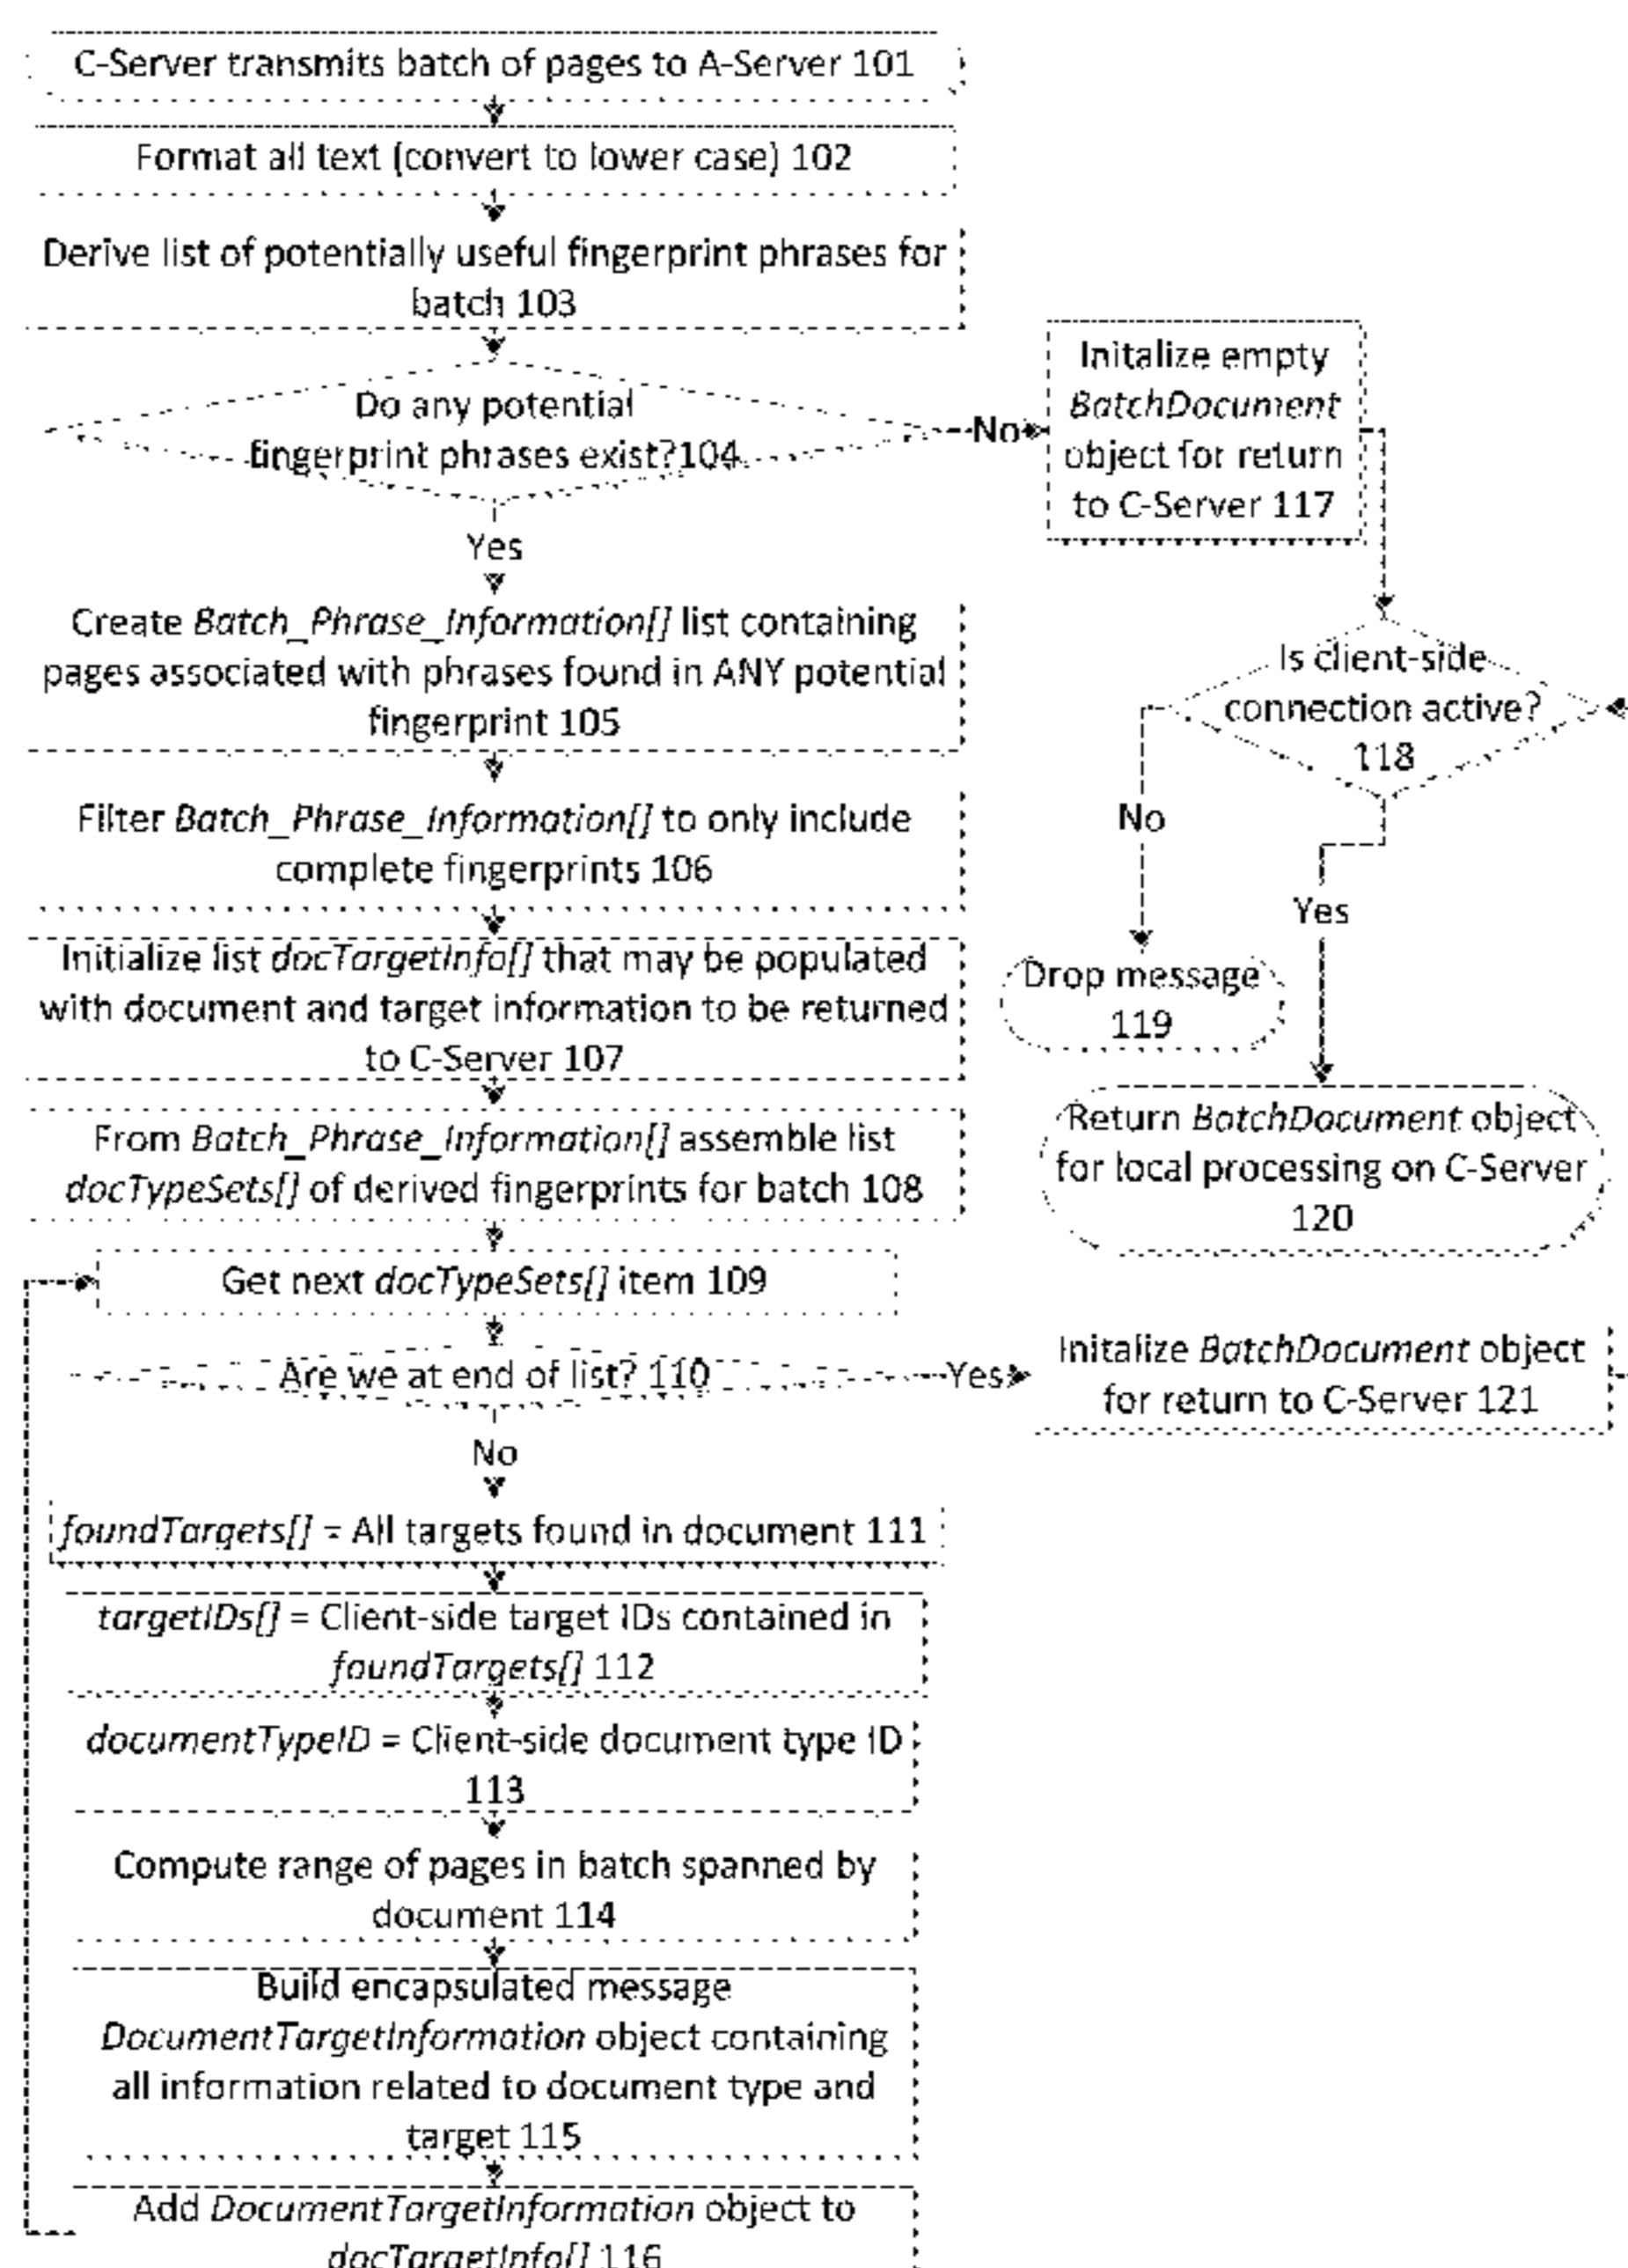 C-Server transmits batch of pages to A-Server 101
Format all text (convert to lower case) 102
Derive list of potentially useful fingerprint phrases for
batch 103
Do any potential
fingerprint phrases exist?104
No
Yes
Initalize empty
BatchDocument
object for return
to C-Server 117
Create Batch_Phrase_Information[] list containing
pages associated with phrases found in ANY potential
fingerprint 105
Is client-side
connection active?
118
No
Yes
Drop message
119
Return BatchDocument object
for local processing on C-Server
120
Filter Batch_Phrase_Information[] to only include
complete fingerprints 106
Initialize list docTargetInfo[] that may be populated
with document and target information to be returned
to C-Server 107
From Batch_Phrase_Information[] assemble list
docTypeSets[] of derived fingerprints for batch 108
Get next docTypeSets[] item 109
Are we at end of list? 110
Yes
Initalize BatchDocument object
for return to C-Server 121
No
foundTargets[] = All targets found in document 111
targetIDs[] = Client-side target IDs contained in
foundTargets[] 112
documentTypeID = Client-side document type ID
113
Compute range of pages in batch spanned by
document 114
Build encapsulated message
DocumentTargetInformation object containing
all information related to document type and
target 115
Add DocumentTargetInformation object to
docTargetInfo[] 116